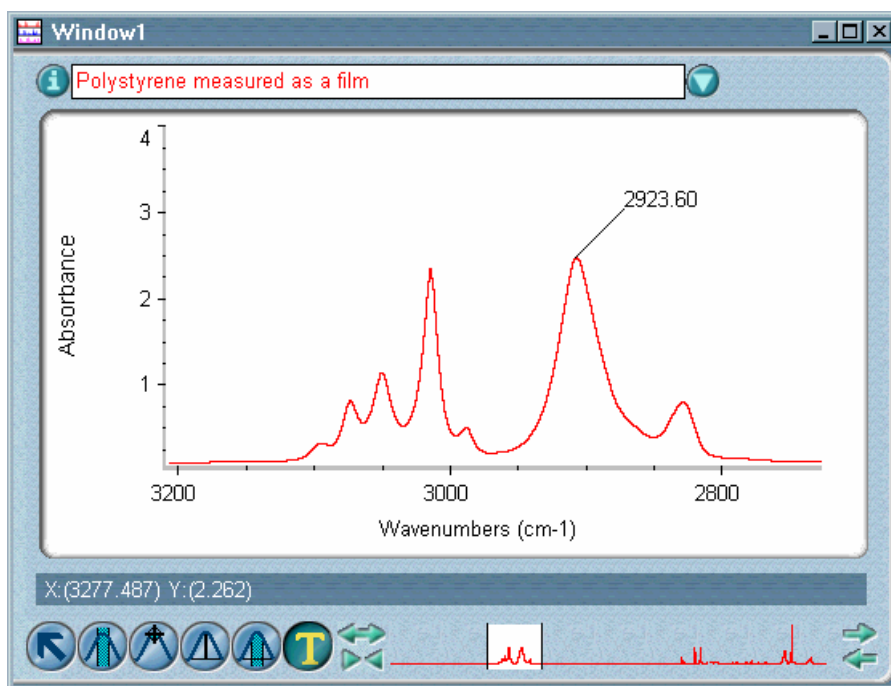 Window1
Polystyrene measured as a film
4
3
2
1
Absorbance
2923.60
3200 3000 2800
Wavenumbers (cm-1)
X:(3277.487) Y:(2.262)
T